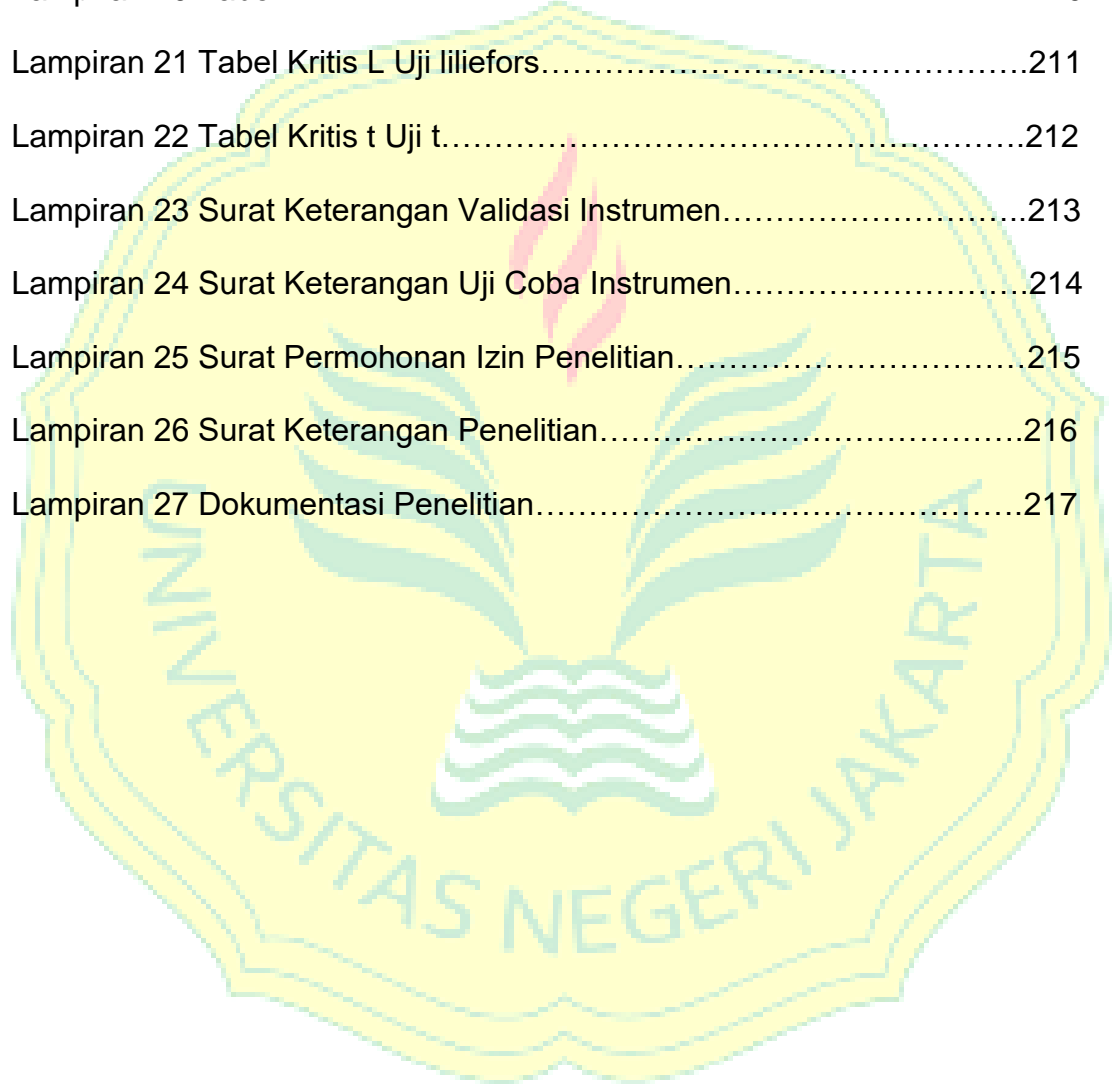 Lampiran 21 Tabel Kritis L Uji liliefors……………………………………….211
Lampiran 22 Tabel Kritis t Uji t……………………………………………….212
Lampiran 23 Surat Keterangan Validasi Instrumen………………………..213
Lampiran 24 Surat Keterangan Uji Coba Instrumen……………………….214
Lampiran 25 Surat Permohonan Izin Penelitian……………………………215
Lampiran 26 Surat Keterangan Penelitian………………………………….216
Lampiran 27 Dokumentasi Penelitian……………………………………….217
UNIVERSITAS NEGERI JAKARTA